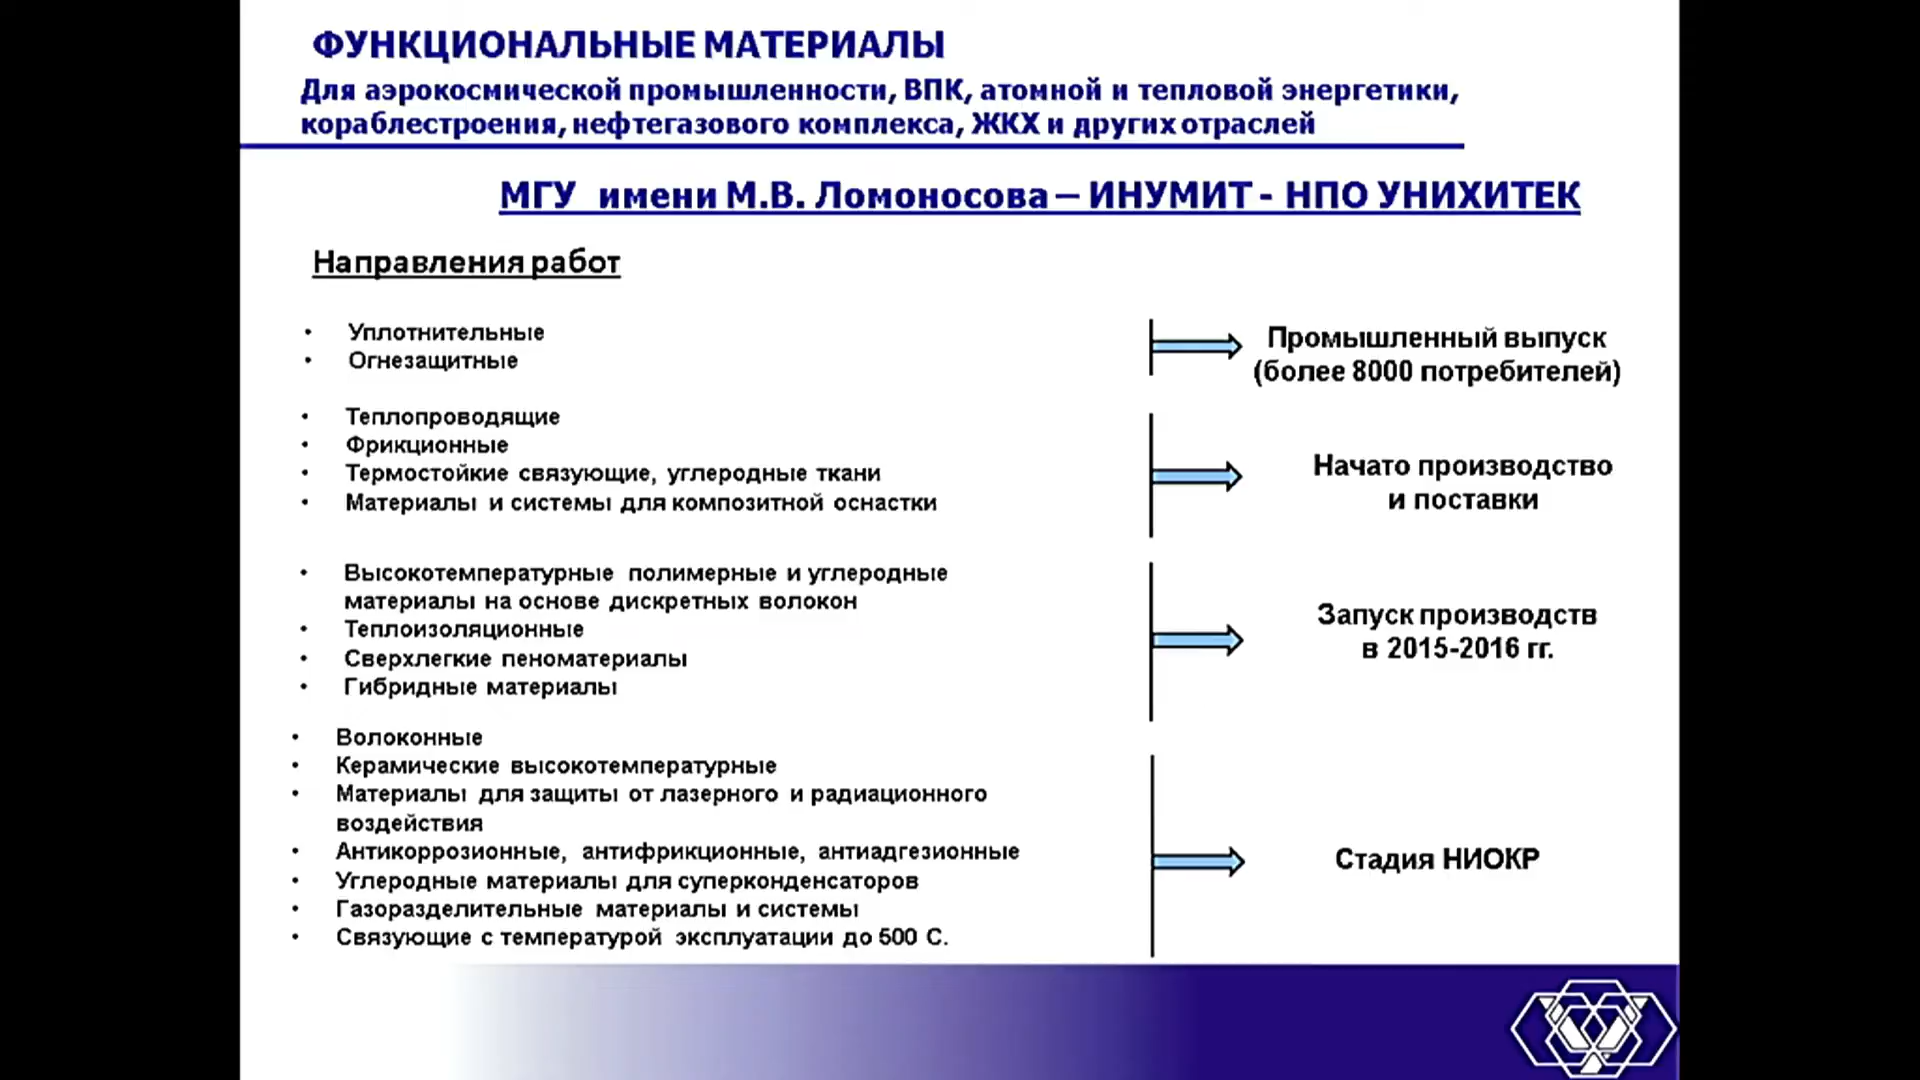 ФУНКЦИОНАЛЬНЫЕ МАТЕРИАЛЫ
Для аэрокосмической промышленности, ВПК, атомной и тепловой энергетики,
кораблестроения, нефтегазового комплекса, ЖКХ и других отраслей
МГУ имени М.В. Ломоносова – ИНУМИТ - НПО УНИХИТЕК
Направления работ
• Уплотнительные
• Огнезащитные
Промышленный выпуск
(более 8000 потребителей)
• Теплопроводящие
• Фрикционные
• Термостойкие связующие, углеродные ткани
• Материалы и системы для композитной оснастки
Начато производство
и поставки
• Высокотемпературные полимерные и углеродные
материалы на основе дискретных волокон
• Теплоизоляционные
• Сверхлегкие пеноматериалы
• Гибридные материалы
Запуск производств
в 2015-2016 гг.
• Волоконные
• Керамические высокотемпературные
• Материалы для защиты от лазерного и радиационного
воздействия
• Антикоррозионные, антифрикционные, антиадгезионные
• Углеродные материалы для суперконденсаторов
• Газоразделительные материалы и системы
• Связующие с температурой эксплуатации до 500 С.
Стадия НИОКР